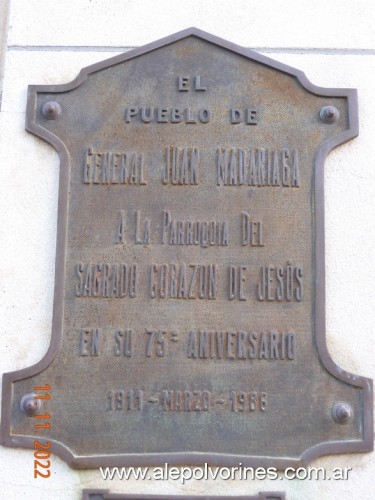 EL
PUEBLO DE
GENERAL JUAN MADARIAGA
A LA PARROQUIA DEL
SAGRADO CORAZON DE JESÚS
EN SU 75º ANIVERSARIO
1911-MARZO-1986
11 11 2022
www.alepolvorines.com.ar